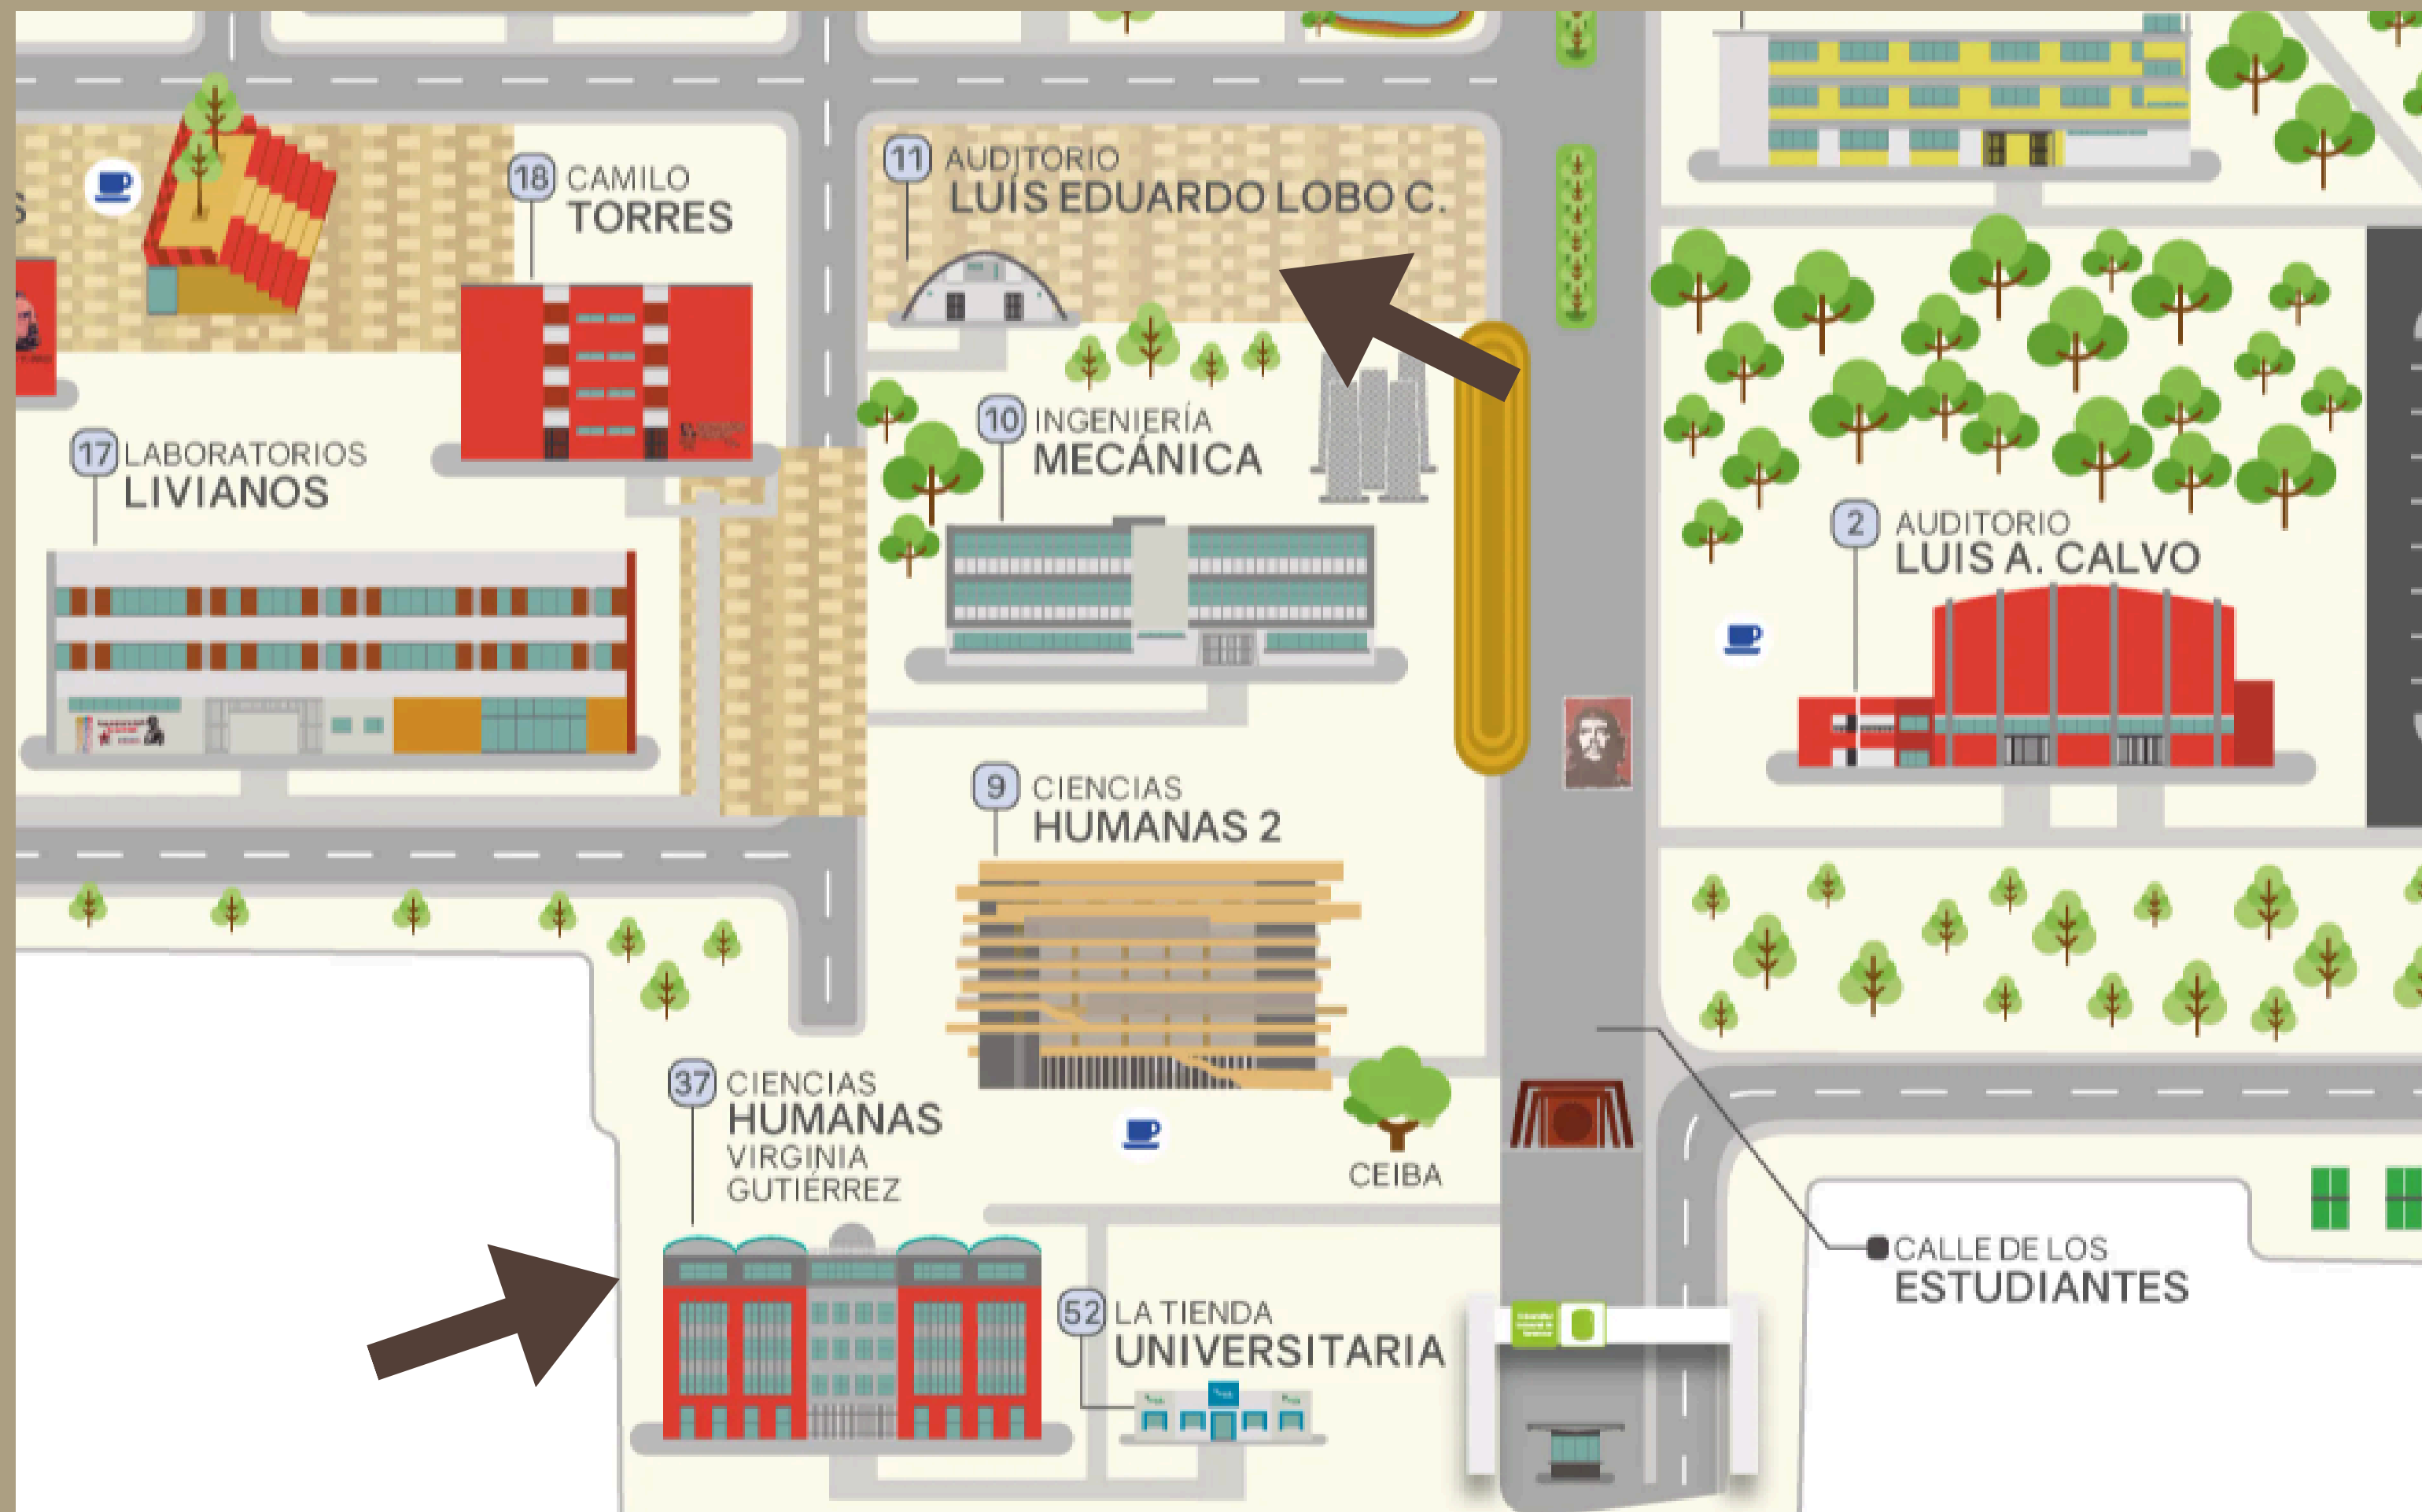 11 AUDITORIO
LUÍS EDUARDO LOBO C.
18 CAMILO
TORRES
S
10 INGENIERÍA
MECÁNICA
17 LABORATORIOS
LIVIANOS
2 AUDITORIO
LUIS A. CALVO
9 CIENCIAS
HUMANAS 2
37 CIENCIAS
HUMANAS
VIRGINIA
GUTIÉRREZ
CEIBA
CALLE DE LOS
ESTUDIANTES
52 LA TIENDA
UNIVERSITARIA